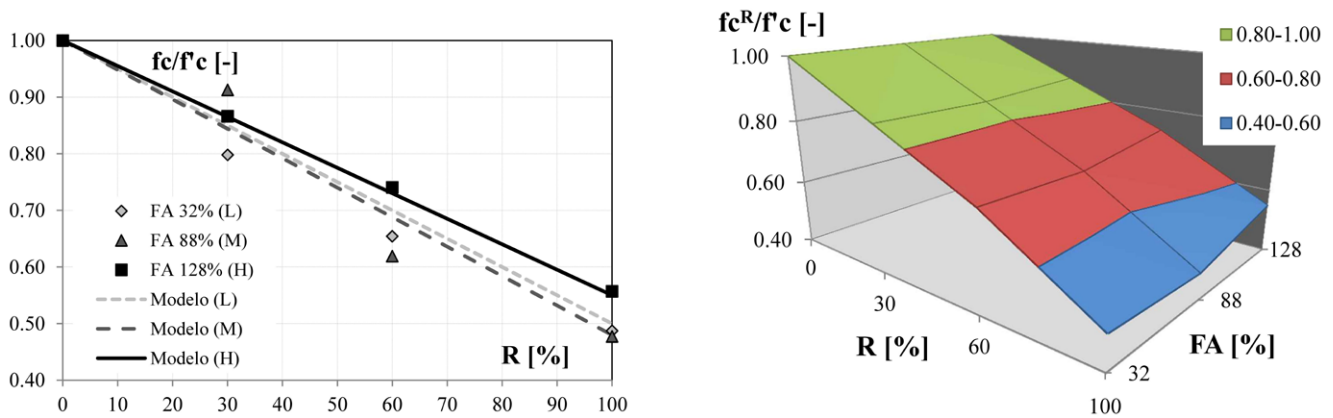 fc/f'c [-]
1.00
0.90
0.80
0.70
0.60
0.50
0.40
FA 32% (L)
FA 88% (M)
FA 128% (H)
Modelo (L)
Modelo (M)
Modelo (H)
R [%]
0 10 20 30 40 50 60 70 80 90 100
fcᴿ/f'c [-]
1.00
0.80
0.60
0.40
0.80-1.00
0.60-0.80
0.40-0.60
0
30
60
100
R [%]
128
88
32
FA [%]